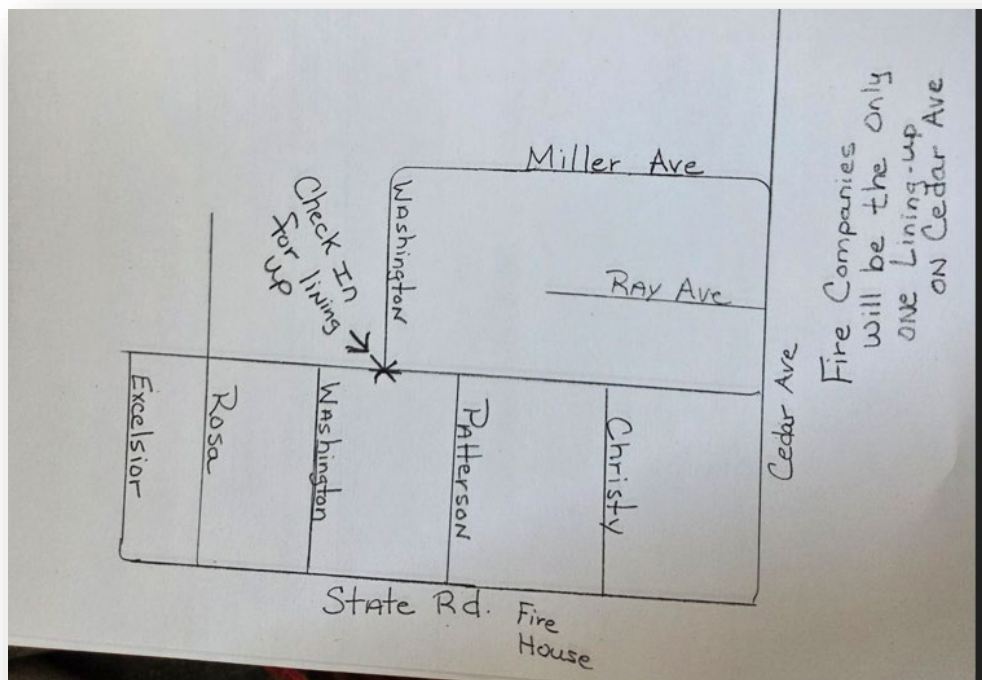 Miller Ave
Washington
Check In
for lining
up
Ray Ave
Cedar Ave
Fire Companies
Will be the Only
one Lining-up
on Cedar Ave
Excelsior
Rosa
Washington
Patterson
Christy
State Rd.
Fire
House